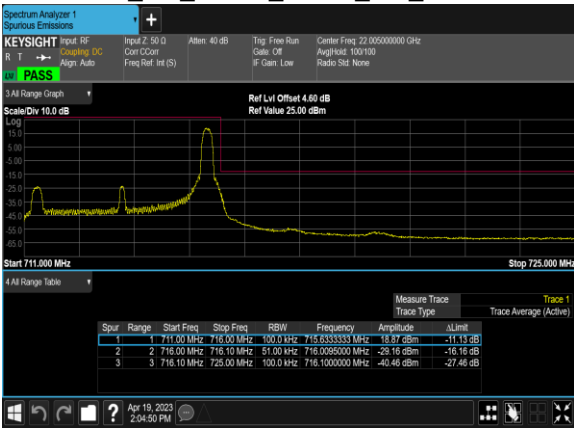 Spectrum Analyzer 1
Spurious Emissions
KEYSIGHT Input: RF Input Z: 50 Ω Atten: 40 dB Trig: Free Run Center Freq: 22.005000000 GHz
R T Coupling: DC Corr CCorr Gate: Off Avg|Hold: 100/100
Align: Auto Freq Ref: Int (S) IF Gain: Low Radio Std: None
PASS
3 All Range Graph
Ref Lvl Offset 4.60 dB
Scale/Div 10.0 dB Ref Value 25.00 dBm
Log
15.0
5.00
-5.00
-15.0
-25.0
-35.0
-45.0
-55.0
-65.0
Start 711.000 MHz Stop 725.000 MHz
4 All Range Table
Measure Trace Trace 1
Trace Type Trace Average (Active)
Spur Range Start Freq Stop Freq RBW Frequency Amplitude ΔLimit
1 1 711.00 MHz 716.00 MHz 100.0 kHz 715.6333333 MHz 18.87 dBm -11.13 dB
2 2 716.00 MHz 716.10 MHz 51.00 kHz 716.0095000 MHz -29.16 dBm -16.16 dB
3 3 716.10 MHz 725.00 MHz 100.0 kHz 716.1000000 MHz -40.46 dBm -27.46 dB
? Apr 19, 2023
2:04:50 PM